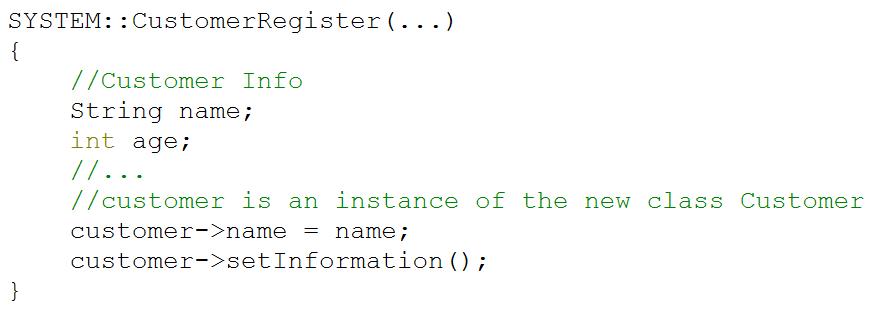 SYSTEM::CustomerRegister(...)
{
    //Customer Info
    String name;
    int age;
    //...
    //customer is an instance of the new class Customer
    customer->name = name;
    customer->setInformation();
}